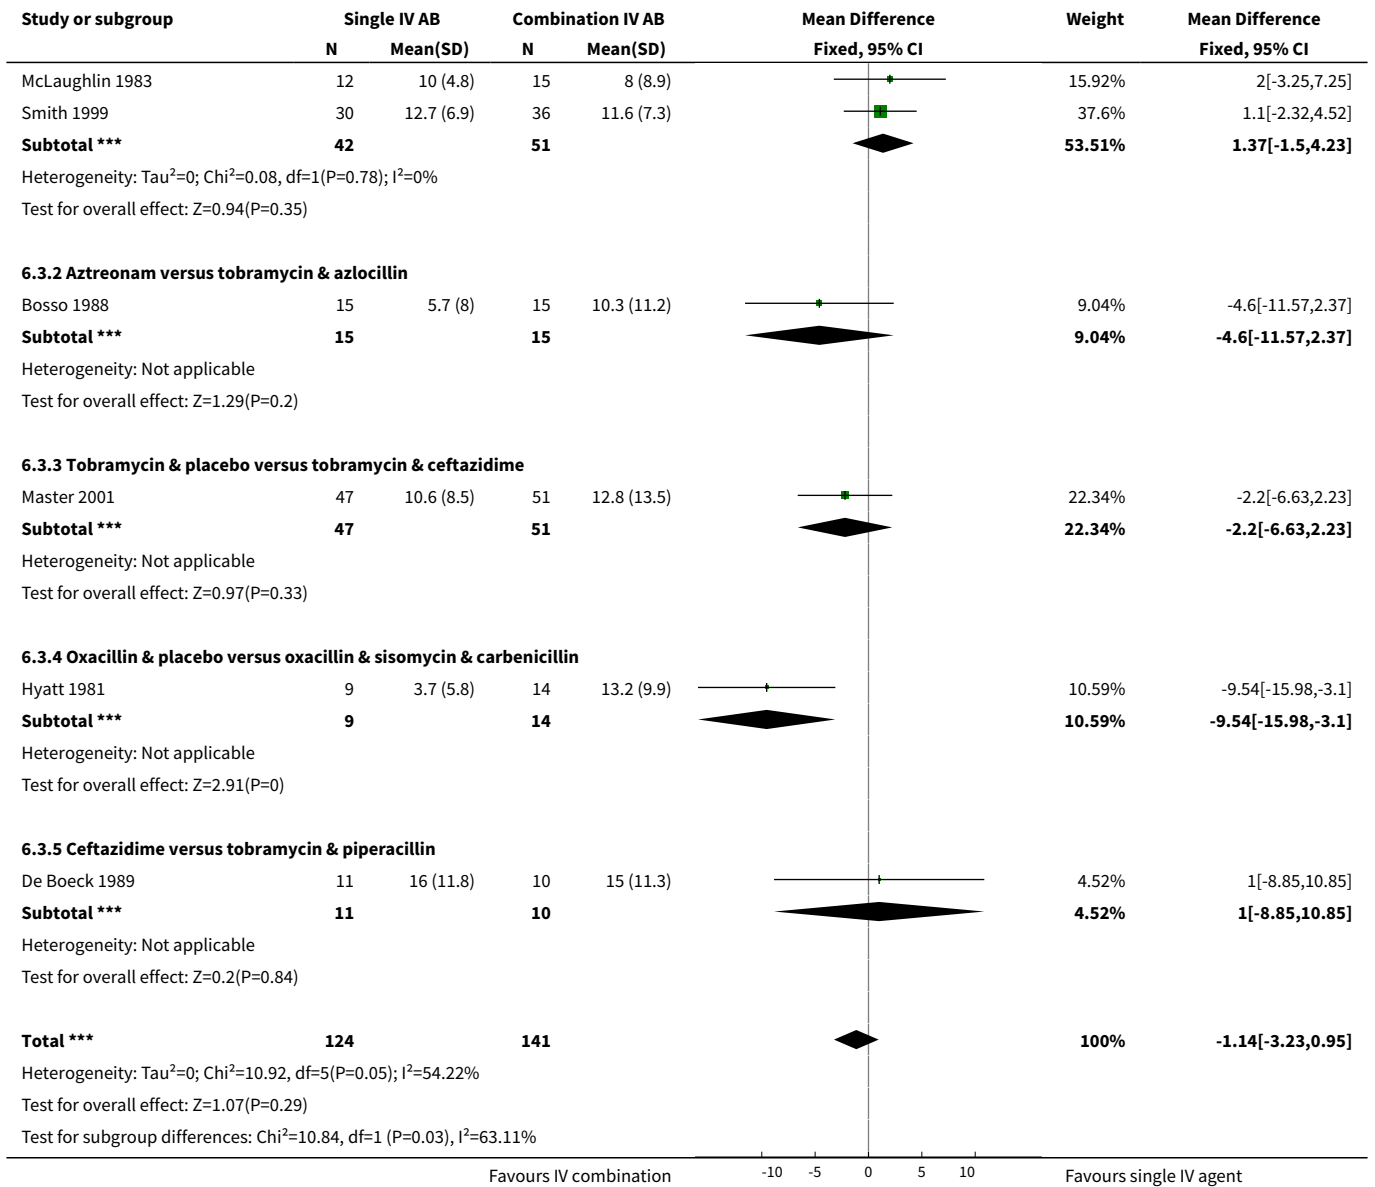 Study or subgroup Single IV AB Combination IV AB Mean Difference Weight Mean Difference
N Mean(SD) N Mean(SD) Fixed, 95% CI Fixed, 95% CI
McLaughlin 1983 12 10 (4.8) 15 8 (8.9) 15.92% 2[-3.25,7.25]
Smith 1999 30 12.7 (6.9) 36 11.6 (7.3) 37.6% 1.1[-2.32,4.52]
Subtotal *** 42 51 53.51% 1.37[-1.5,4.23]
Heterogeneity: Tau²=0; Chi²=0.08, df=1(P=0.78); I²=0%
Test for overall effect: Z=0.94(P=0.35)
6.3.2 Aztreonam versus tobramycin & azlocillin
Bosso 1988 15 5.7 (8) 15 10.3 (11.2) 9.04% -4.6[-11.57,2.37]
Subtotal *** 15 15 9.04% -4.6[-11.57,2.37]
Heterogeneity: Not applicable
Test for overall effect: Z=1.29(P=0.2)
6.3.3 Tobramycin & placebo versus tobramycin & ceftazidime
Master 2001 47 10.6 (8.5) 51 12.8 (13.5) 22.34% -2.2[-6.63,2.23]
Subtotal *** 47 51 22.34% -2.2[-6.63,2.23]
Heterogeneity: Not applicable
Test for overall effect: Z=0.97(P=0.33)
6.3.4 Oxacillin & placebo versus oxacillin & sisomycin & carbenicillin
Hyatt 1981 9 3.7 (5.8) 14 13.2 (9.9) 10.59% -9.54[-15.98,-3.1]
Subtotal *** 9 14 10.59% -9.54[-15.98,-3.1]
Heterogeneity: Not applicable
Test for overall effect: Z=2.91(P=0)
6.3.5 Ceftazidime versus tobramycin & piperacillin
De Boeck 1989 11 16 (11.8) 10 15 (11.3) 4.52% 1[-8.85,10.85]
Subtotal *** 11 10 4.52% 1[-8.85,10.85]
Heterogeneity: Not applicable
Test for overall effect: Z=0.2(P=0.84)
Total *** 124 141 100% -1.14[-3.23,0.95]
Heterogeneity: Tau²=0; Chi²=10.92, df=5(P=0.05); I²=54.22%
Test for overall effect: Z=1.07(P=0.29)
Test for subgroup differences: Chi²=10.84, df=1 (P=0.03), I²=63.11%
Favours IV combination -10 -5 0 5 10 Favours single IV agent